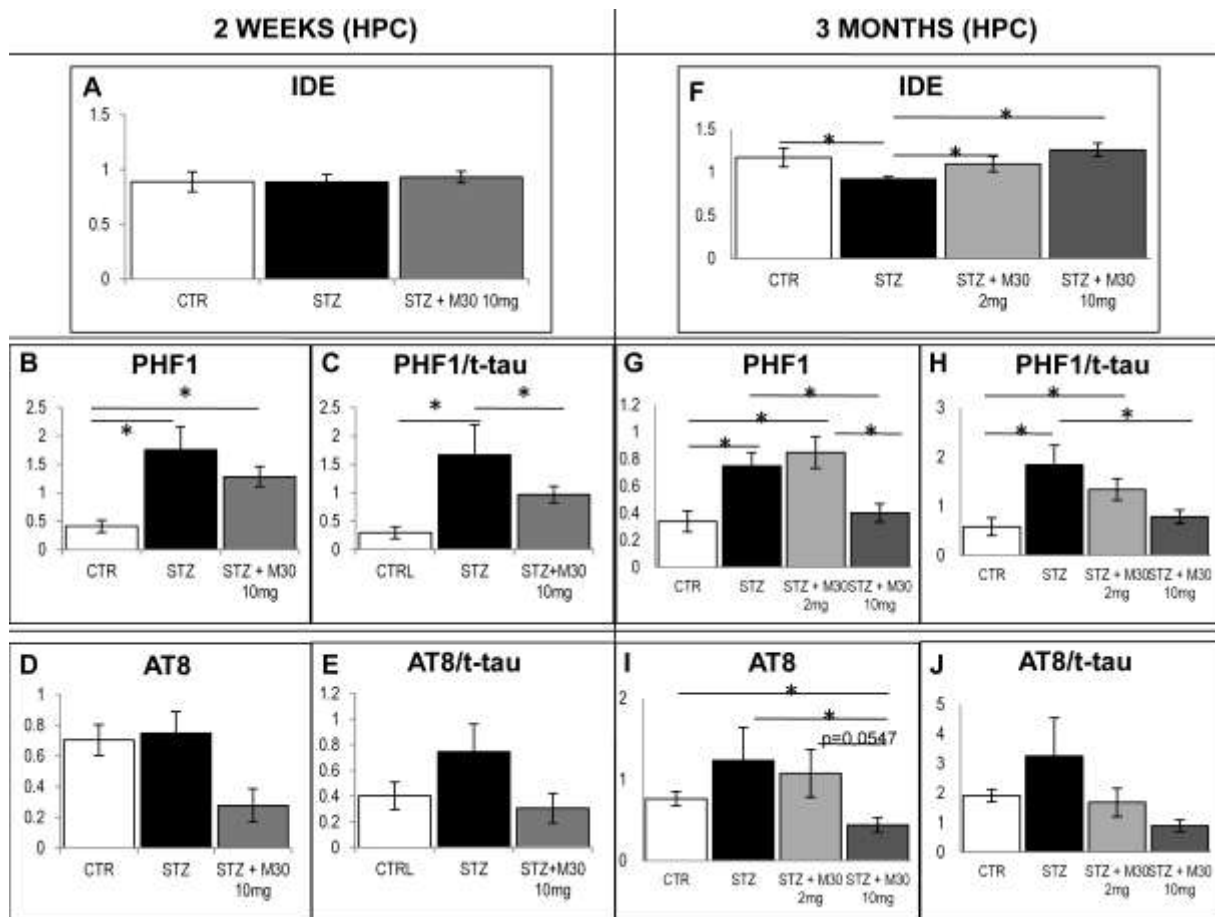 2 WEEKS (HPC)
3 MONTHS (HPC)
A
IDE
1.5
1
0.5
0
CTR
STZ
STZ + M30 10mg
F
IDE
*
*
*
1.5
1
0.5
0
CTR
STZ
STZ + M30
2mg
STZ + M30
10mg
B
PHF1
*
*
2.5
2
1.5
1
0.5
0
CTR
STZ
STZ + M30
10mg
C
PHF1/t-tau
*
*
2.5
2
1.5
1
0.5
0
CTRL
STZ
STZ+M30
10mg
G
PHF1
*
*
*
*
1.2
1
0.8
0.6
0.4
0.2
0
CTR
STZ
STZ + M30
2mg
STZ + M30
10mg
H
PHF1/t-tau
*
*
*
3
2
1
0
CTR
STZ
STZ + M30
2mg
STZ + M30
10mg
D
AT8
1
0.8
0.6
0.4
0.2
0
CTR
STZ
STZ + M30
10mg
E
AT8/t-tau
1.2
1
0.8
0.6
0.4
0.2
0
CTRL
STZ
STZ+M30
10mg
I
AT8
*
*
p=0,0547
2
1
0
CTR
STZ
STZ + M30
2mg
STZ + M30
10mg
J
AT8/t-tau
5
4
3
2
1
0
CTR
STZ
STZ + M30
2mg
STZ + M30
10mg